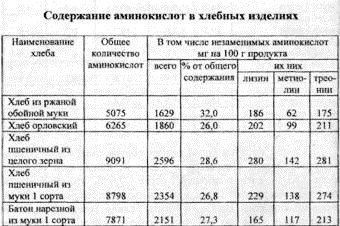 Содержание аминокислот в хлебных изделиях
Наименование хлеба Общее количество аминокислот В том числе незаменимых аминокислот мг на 100 г продукта
всего % от общего содержания их них
лизин метиолин треонин
Хлеб из ржаной обойной муки 5075 1629 32,0 186 62 175
Хлеб орловский 6265 1860 26,0 202 99 211
Хлеб пшеничный из целого зерна 9091 2596 28,6 280 142 281
Хлеб пшеничный из муки 1 сорта 8798 2354 26,8 229 138 274
Батон нарезной из муки 1 сорта 7871 2151 27,3 165 117 213